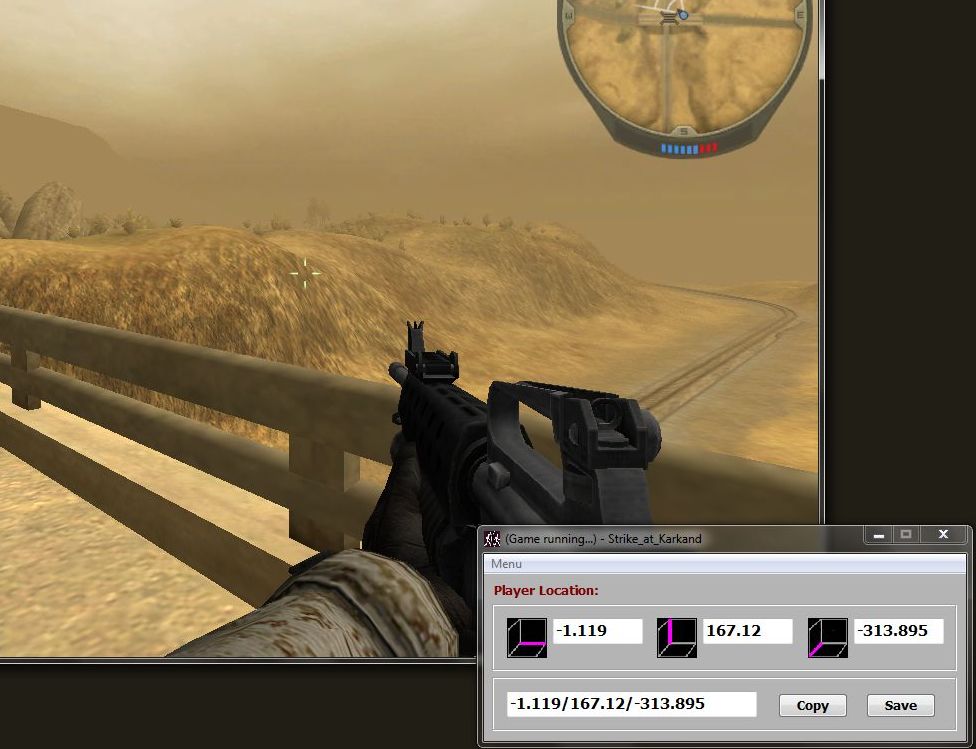 W
E
S
(Game running...) - Strike_at_Karkand
Menu
Player Location:
-1.119
167.12
-313.895
-1.119/167.12/-313.895
Copy
Save